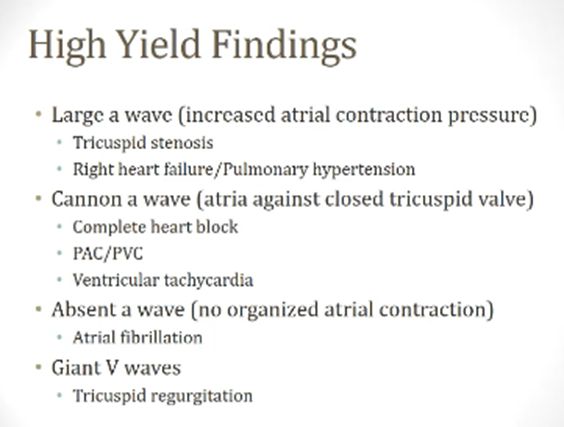 High Yield Findings
• Large a wave (increased atrial contraction pressure)
• Tricuspid stenosis
• Right heart failure/Pulmonary hypertension
• Cannon a wave (atria against closed tricuspid valve)
• Complete heart block
• PAC/PVC
• Ventricular tachycardia
• Absent a wave (no organized atrial contraction)
• Atrial fibrillation
• Giant V waves
• Tricuspid regurgitation